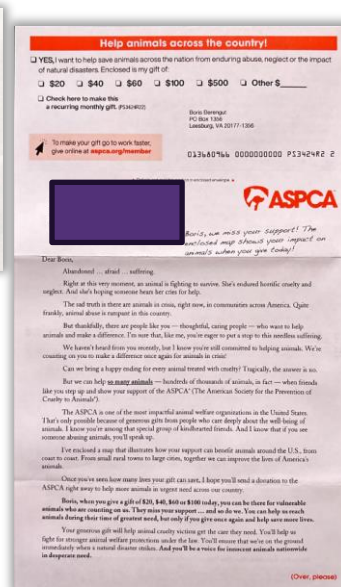 Help animals across the country!
☐ YES, I want to help save animals across the nation from enduring abuse, neglect or the impact
of natural disasters. Enclosed is my gift of:
☐ $20 ☐ $40 ☐ $60 ☐ $100 ☐ $500 ☐ Other $______
☐ Check here to make this
a recurring monthly gift. (PS3424R02)
Boris Berengut
PO Box 1356
Leesburg, VA 20177-1356
To make your gift go to work faster,
give online at aspca.org/member
013680966 0000000000 PS3424R2 2
ASPCA
Boris, we miss your support! The
enclosed map shows your impact on
animals when you give today!
Dear Boris,
Abandoned ... afraid ... suffering.
Right at this very moment, an animal is fighting to survive. She's endured horrific cruelty and
neglect. And she's hoping someone hears her cries for help.
The sad truth is there are animals in crisis, right now, in communities across America. Quite
frankly, animal abuse is rampant in this country.
But thankfully, there are people like you — thoughtful, caring people — who want to help
animals and make a difference. I'm sure that, like me, you're eager to put a stop to this needless suffering.
We haven't heard from you recently, but I know you're still committed to helping animals. We're
counting on you to make a difference once again for animals in crisis!
Can we bring a happy ending for every animal treated with cruelty? Tragically, the answer is no.
But we can help so many animals — hundreds of thousands of animals, in fact — when friends
like you step up and show your support of the ASPCA® (The American Society for the Prevention of
Cruelty to Animals®).
The ASPCA is one of the most impactful animal welfare organizations in the United States.
That's only possible because of generous gifts from people who care deeply about the well-being of
animals. I know you're among that special group of kindhearted friends. And I know that if you see
someone abusing animals, you'll speak up.
I've enclosed a map that illustrates how your support can benefit animals around the U.S., from
coast to coast. From small rural towns to large cities, together we can improve the lives of America's
animals.
Once you've seen how many lives your gift can save, I hope you'll send a donation to the
ASPCA right away to help more animals in urgent need across our country.
Boris, when you give a gift of $20, $40, $60 or $100 today, you can be there for vulnerable
animals who are counting on us. They miss your support ... and so do we. You can help us reach
animals during their time of greatest need, but only if you give once again and help save more lives.
Your generous gift will help animal cruelty victims get the care they need. You'll help us
fight for stronger animal welfare protections under the law. You'll ensure that we're on the ground
immediately when a natural disaster strikes. And you'll be a voice for innocent animals nationwide
in desperate need.
(Over, please)